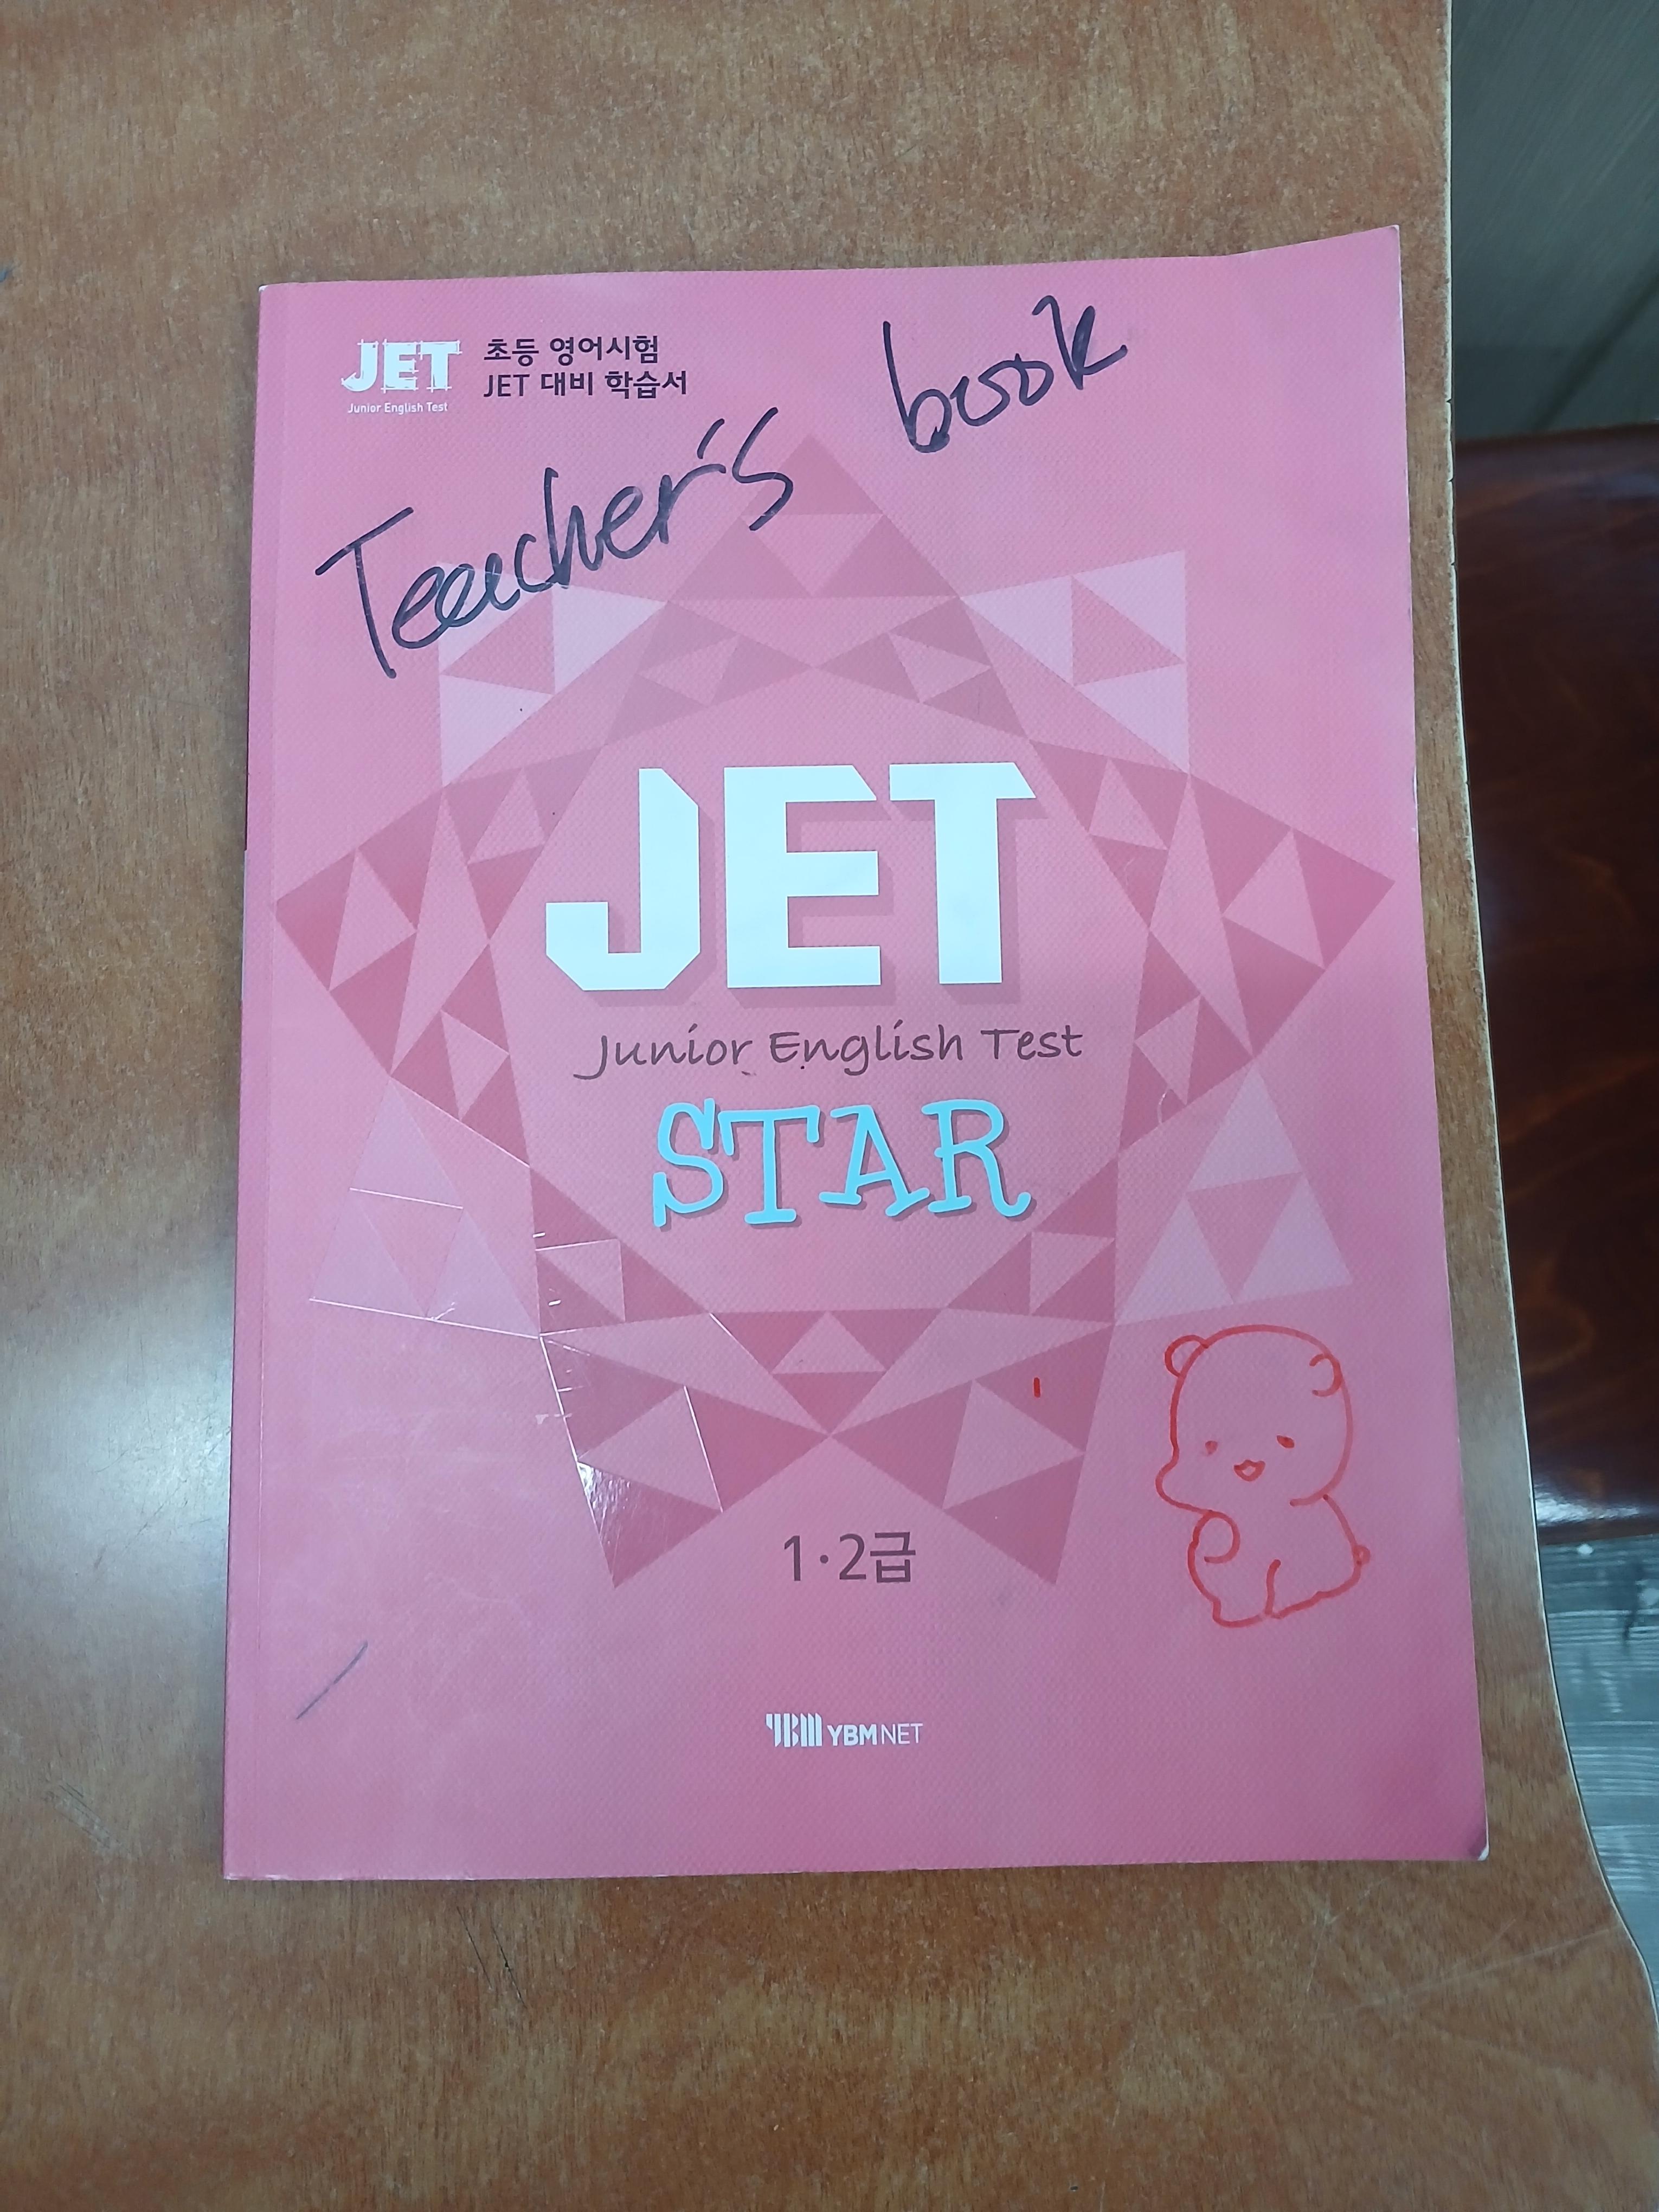 JET
Junior English Test
초등 영어시험
JET 대비 학습서
Teacher's book
JET
Junior English Test
STAR
1·2급
YBM YBMNET